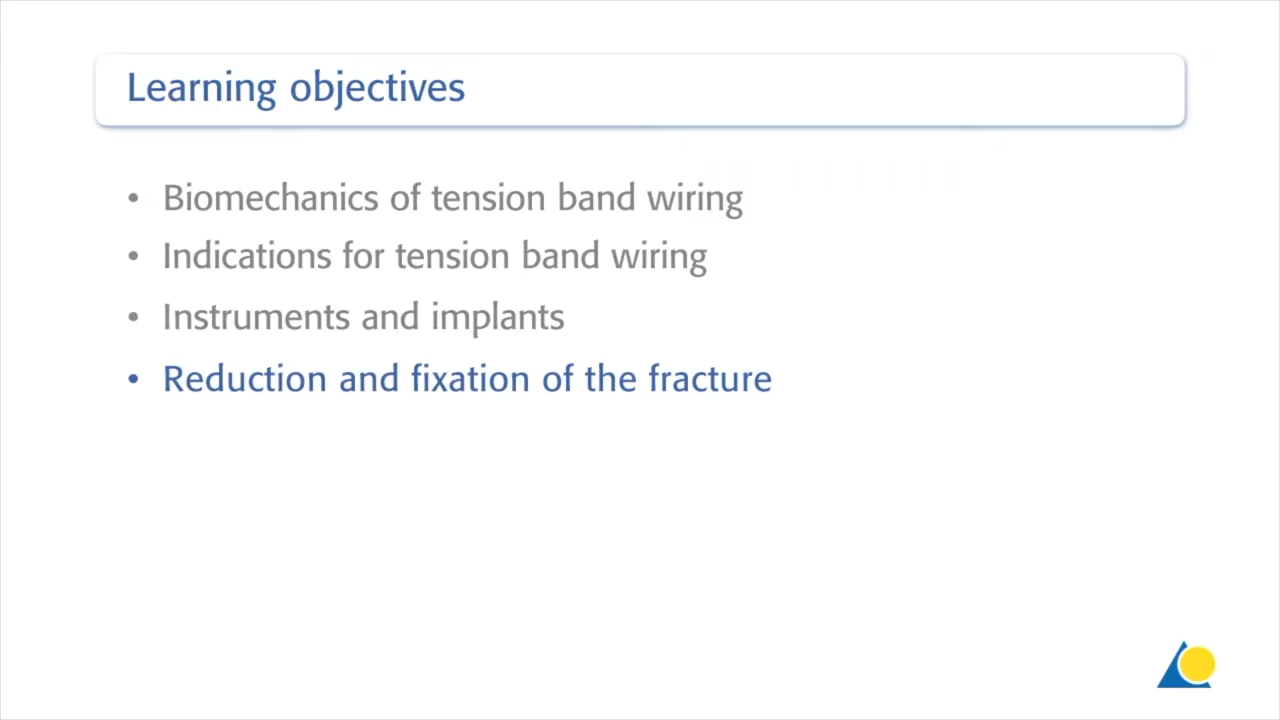 Learning objectives
• Biomechanics of tension band wiring
• Indications for tension band wiring
• Instruments and implants
• Reduction and fixation of the fracture